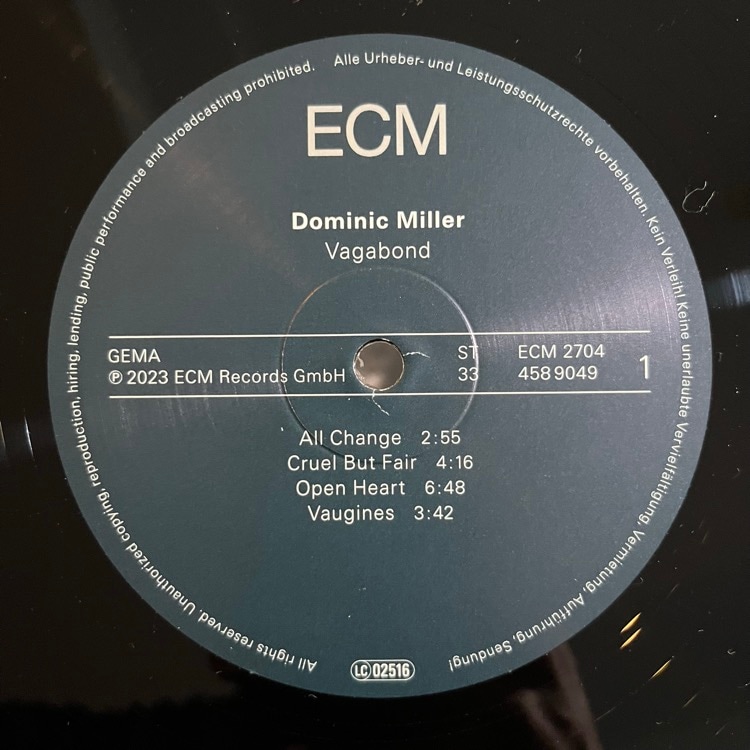 All rights reserved. Unauthorized copying, reproduction, hiring, lending, public performance and broadcasting prohibited.
Alle Urheber- und Leistungsschutzrechte vorbehalten. Kein Verleih! Keine unerlaubte Vervielfältigung, Vermietung, Aufführung, Sendung!
ECM
Dominic Miller
Vagabond
GEMA ST ECM 2704
℗ 2023 ECM Records GmbH 33 458 9049 1
All Change 2:55
Cruel But Fair 4:16
Open Heart 6:48
Vaugines 3:42
LC 02516